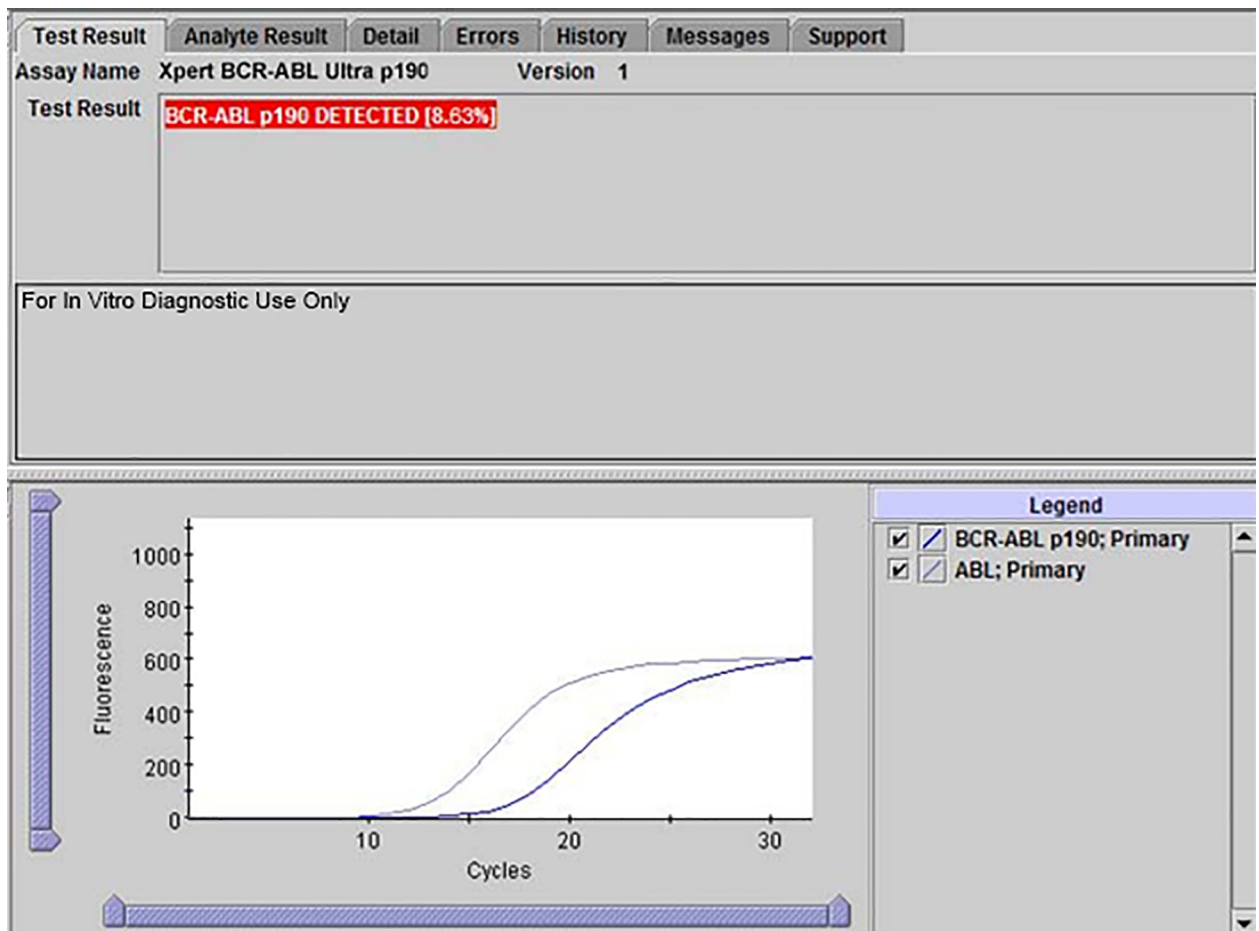 Test Result Analyte Result Detail Errors History Messages Support
Assay Name Xpert BCR-ABL Ultra p190 Version 1
Test Result BCR-ABL p190 DETECTED [8.63%]
For In Vitro Diagnostic Use Only
Legend
BCR-ABL p190; Primary
ABL; Primary
Fluorescence
1000
800
600
400
200
0
10 20 30
Cycles